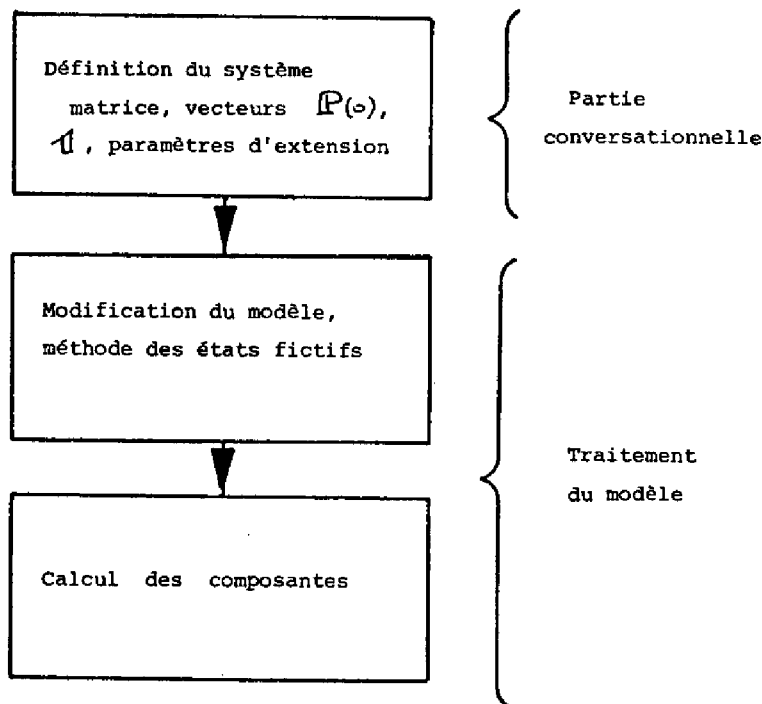 Définition du système
matrice, vecteurs ℙ(o),
𝟙, paramètres d'extension
Partie
conversationnelle
Modification du modèle,
méthode des états fictifs
Traitement
du modèle
Calcul des composantes